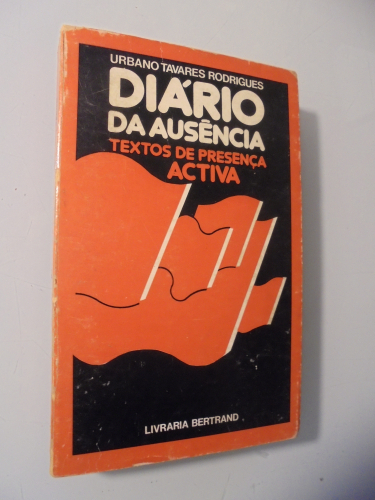 URBANO TAVARES RODRIGUES
DIÁRIO
DA AUSÊNCIA
TEXTOS DE PRESENÇA
ACTIVA
LIVRARIA BERTRAND